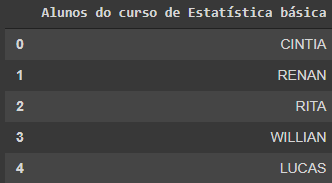 Alunos do curso de Estatística básica
0 CINTIA
1 RENAN
2 RITA
3 WILLIAN
4 LUCAS